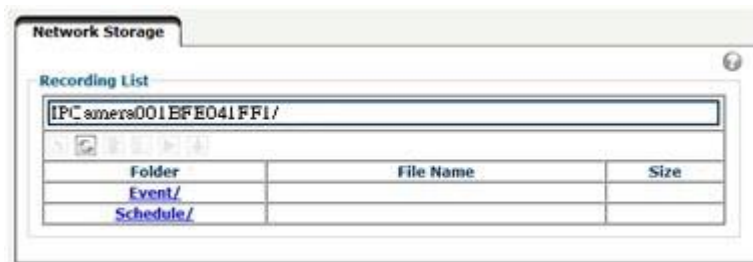 Network Storage
Recording List
IPCamera001BFE041FF1/
Folder File Name Size
Event/
Schedule/